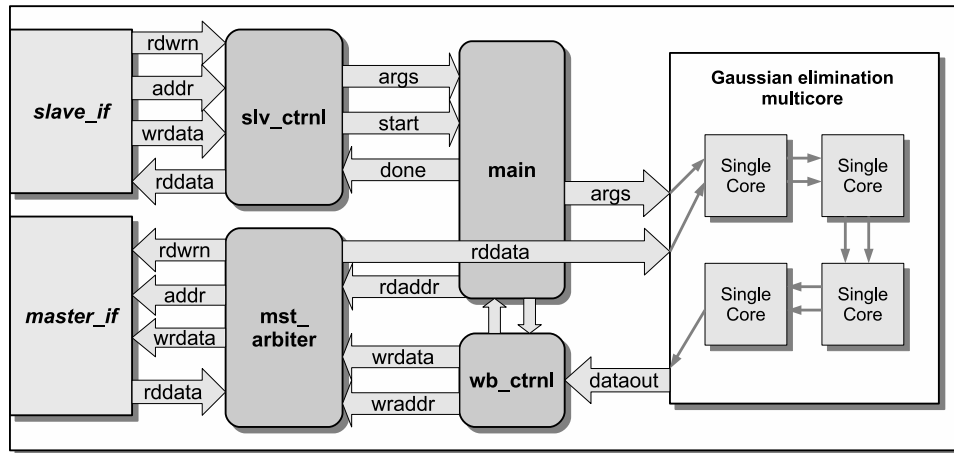 slave_if
rdwrn
addr
wrdata
rddata
slv_ctrnl
args
start
done
main
args
Gaussian elimination
multicore
Single
Core
Single
Core
Single
Core
Single
Core
master_if
rdwrn
addr
wrdata
rddata
mst_
arbiter
rddata
rdaddr
wrdata
wraddr
wb_ctrnl
dataout